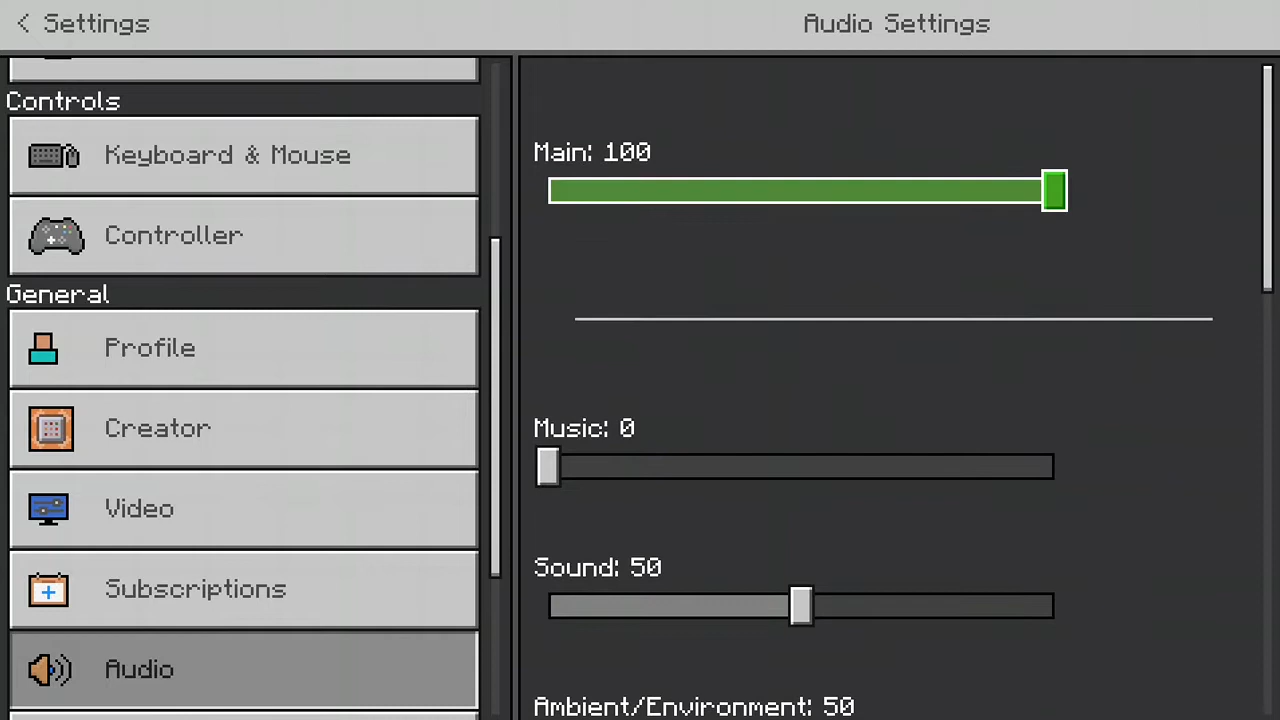 Settings
Audio Settings
Controls
Keyboard & Mouse
Controller
General
Profile
Creator
Video
Subscriptions
Audio
Main: 100
Music: 0
Sound: 50
Ambient/Environment: 50